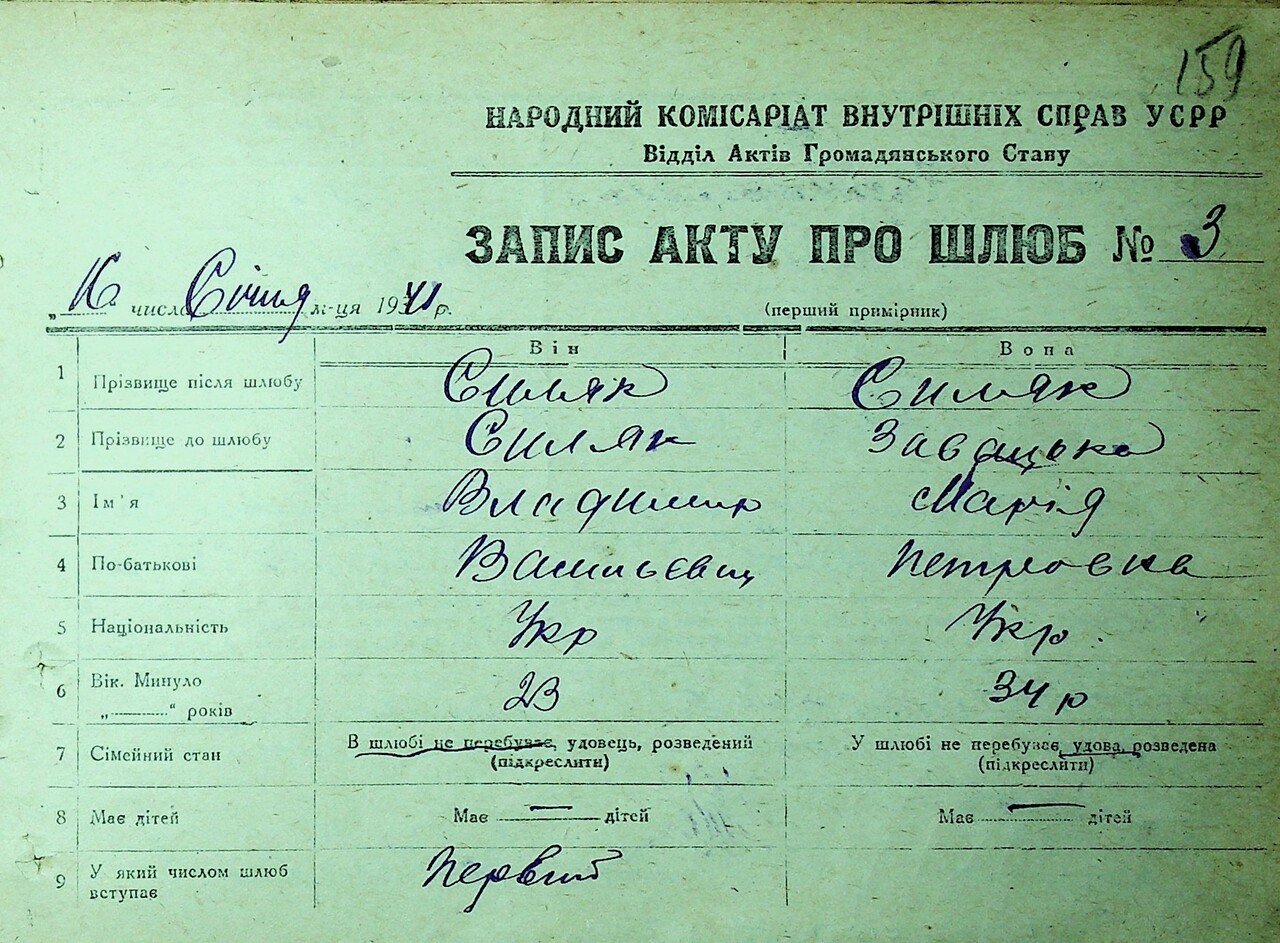 159
НАРОДНИЙ КОМІСАРІАТ ВНУТРІШНІХ СПРАВ УСРР
Відділ Актів Громадянського Стану
ЗАПИС АКТУ ПРО ШЛЮБ № 3
„ числа Січня м-ця 1941 р. (перший примірник)
Він Вона
1 Прізвище після шлюбу Силяк Силяк
2 Прізвище до шлюбу Силяк Завацька
3 Ім'я Владимир Марія
4 По-батькові Васильєвич Петровка
5 Національність Укр Укр.
6 Вік. Минуло 23 34 р
„———“ років
7 Сімейний стан В шлюбі не перебуває, удовець, розведений У шлюбі не перебуває, удова, розведена
(підкреслити) (підкреслити)
8 Має дітей Має — дітей Має — дітей
9 У який числом шлюб Первий
вступає